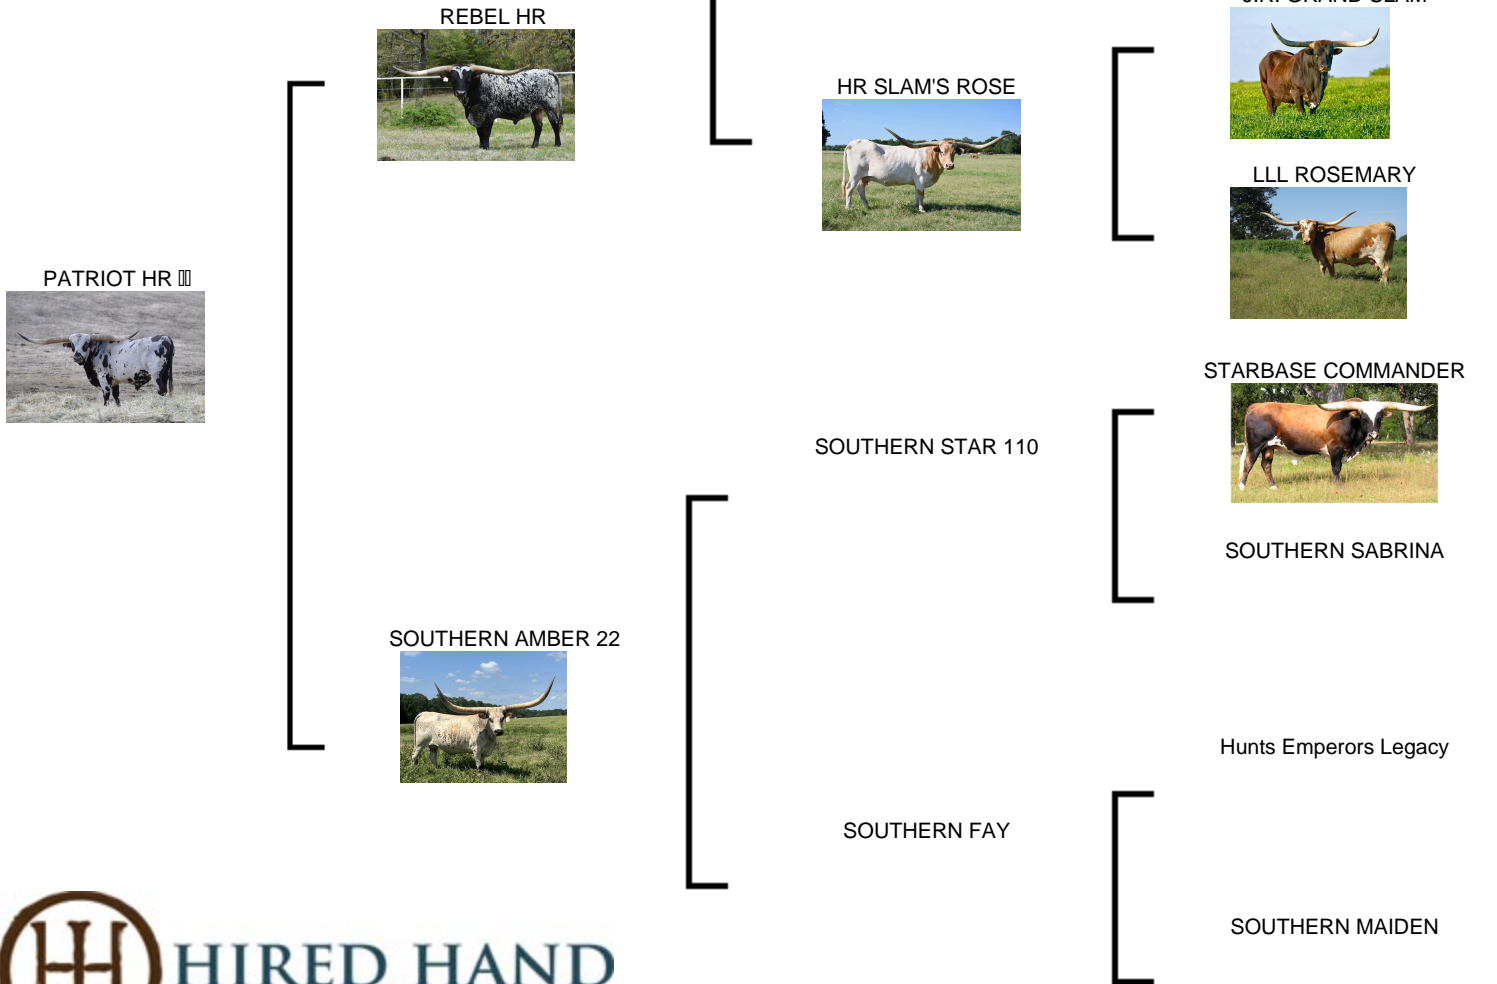 REBEL HR
HR SLAM'S ROSE
LLL ROSEMARY
PATRIOT HR
STARBASE COMMANDER
SOUTHERN STAR 110
SOUTHERN SABRINA
SOUTHERN AMBER 22
Hunts Emperors Legacy
SOUTHERN FAY
SOUTHERN MAIDEN
HIRED HAND